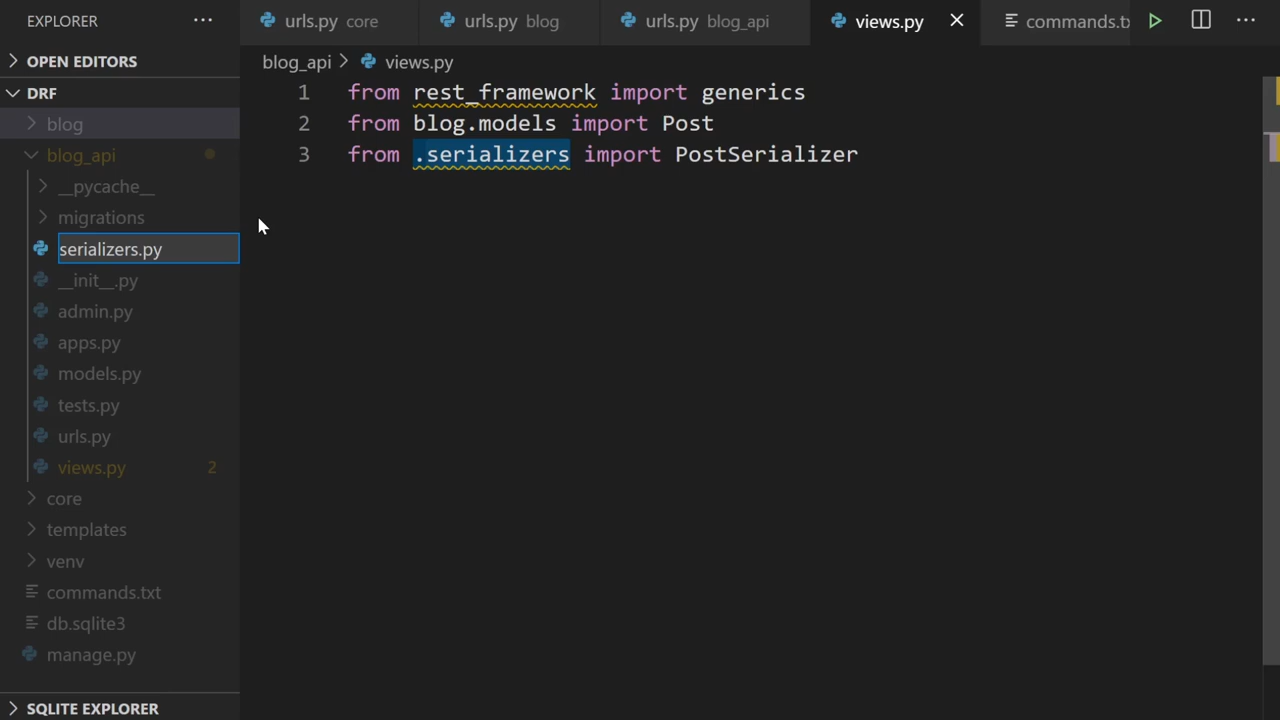 EXPLORER
OPEN EDITORS
DRF
blog
blog_api
__pycache__
migrations
serializers.py
__init__.py
admin.py
apps.py
models.py
tests.py
urls.py
views.py 2
core
templates
venv
commands.txt
db.sqlite3
manage.py
SQLITE EXPLORER
urls.py core
urls.py blog
urls.py blog_api
views.py
commands.tx
blog_api > views.py
1 from rest_framework import generics
2 from blog.models import Post
3 from .serializers import PostSerializer